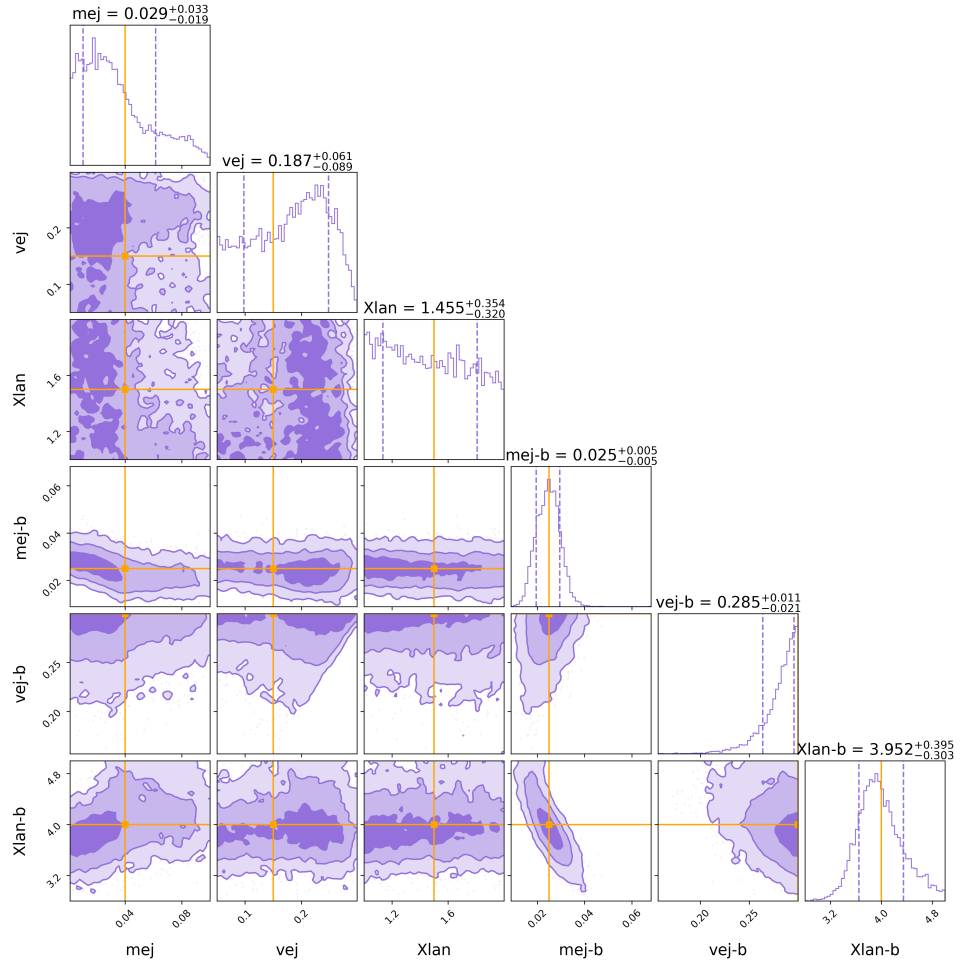 mej = 0.029+0.033−0.019
vej = 0.187+0.061−0.089
vej
0.2
0.1
Xlan = 1.455+0.354−0.320
Xlan
1.6
1.2
mej-b = 0.025+0.005−0.005
mej-b
0.06
0.04
0.02
vej-b = 0.285+0.011−0.021
vej-b
0.25
0.20
Xlan-b = 3.952+0.395−0.303
Xlan-b
4.8
4.0
3.2
0.04 0.08 0.1 0.2 1.2 1.6 0.02 0.04 0.06 0.20 0.25 3.2 4.0 4.8
mej vej Xlan mej-b vej-b Xlan-b